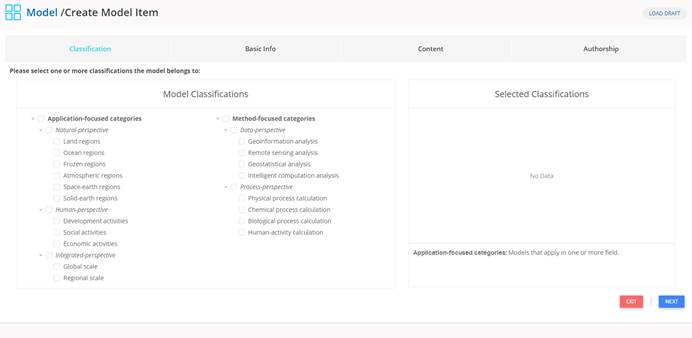 Model /Create Model Item
LOAD DRAFT
Classification
Basic Info
Content
Authorship
Please select one or more classifications the model belongs to:
Model Classifications
Application-focused categories
Natural-perspective
Land regions
Ocean regions
Frozen regions
Atmospheric regions
Space-earth regions
Solid-earth regions
Human-perspective
Development activities
Social activities
Economic activities
Integrated-perspective
Global scale
Regional scale
Method-focused categories
Data-perspective
Geoinformation analysis
Remote sensing analysis
Geostatistical analysis
Intelligent computation analysis
Process-perspective
Physical process calculation
Chemical process calculation
Biological process calculation
Human-activity calculation
Selected Classifications
No Data
Application-focused categories: Models that apply in one or more field.
EXIT
NEXT